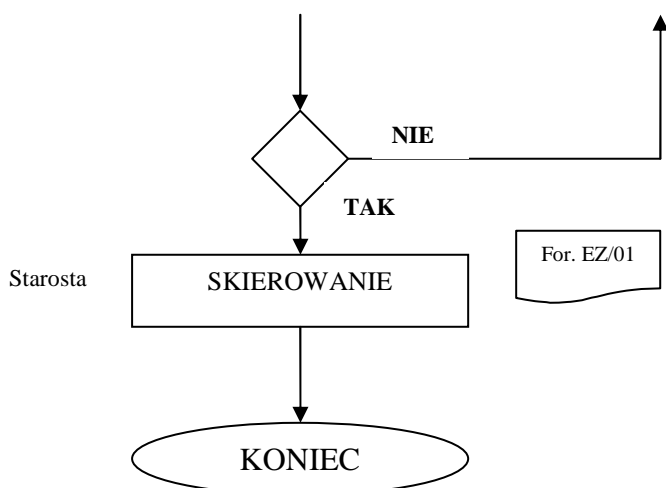 NIE
TAK
For. EZ/01
Starosta
SKIEROWANIE
KONIEC